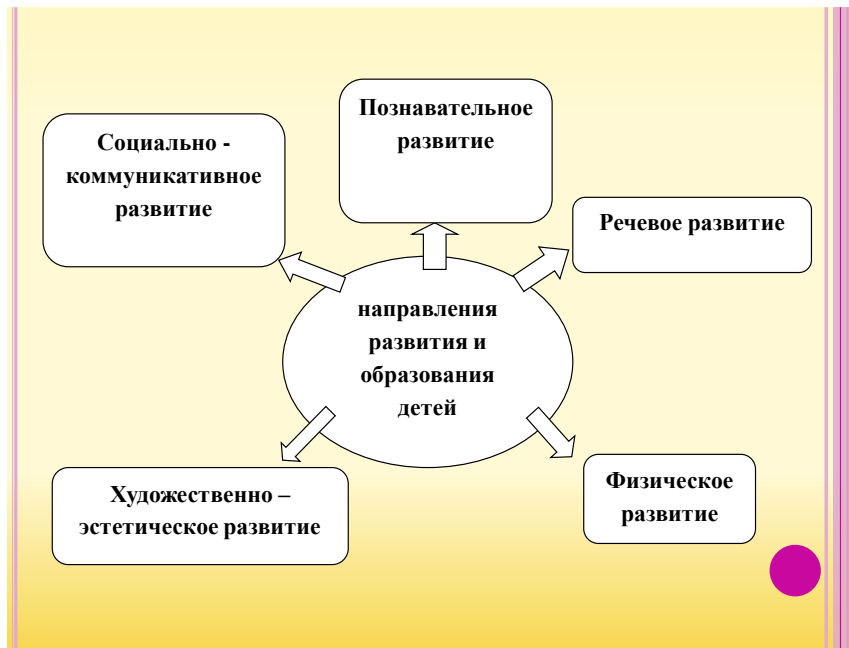 Социально -
коммуникативное
развитие
Познавательное
развитие
Речевое развитие
направления
развития и
образования
детей
Художественно –
эстетическое развитие
Физическое
развитие